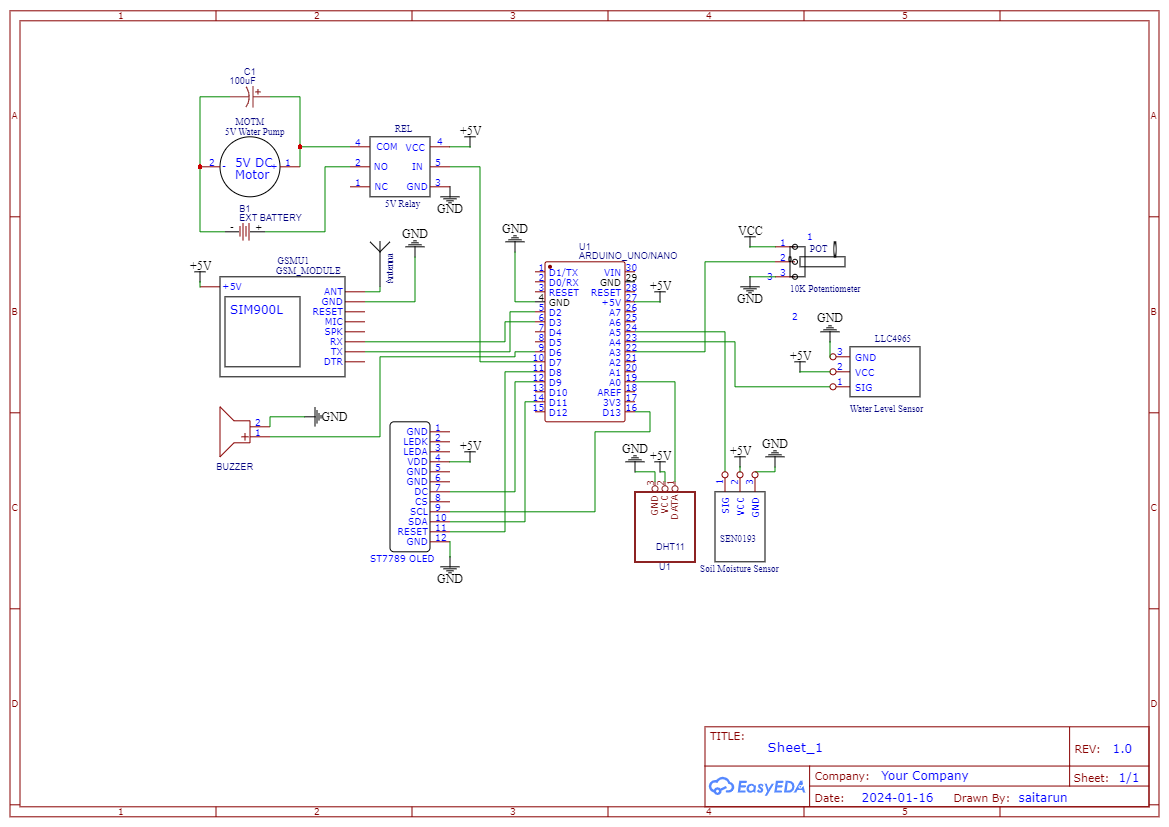 1 2 3 4 5
A A
B B
C C
D D
1 2 3 4 5
C1
100uF
+
MOTM
5V Water Pump
5V DC
Motor
2 - + 1
B1
EXT BATTERY
- +
REL
4 COM VCC 4
2 NO IN 5
1 NC GND 3
5V Relay
+5V
GND
GSMU1
GSM_MODULE
+5V
+5V
SIM900L
ANT
GND
RESET
MIC
SPK
RX
TX
DTR
Antenna
GND
GND
U1
ARDUINO_UNO/NANO
1 D1/TX VIN 30
2 D0/RX GND 29
3 RESET RESET 28
4 GND +5V 27
5 D2 A7 26
6 D3 A6 25
7 D4 A5 24
8 D5 A4 23
9 D6 A3 22
10 D7 A2 21
11 D8 A1 20
12 D9 A0 19
13 D10 AREF 18
14 D11 3V3 17
15 D12 D13 16
+5V
VCC
1
POT
1
2
3 3
GND
10K Potentiometer
2
GND
+5V
LLC4965
3 GND
2 VCC
1 SIG
Water Level Sensor
2
1
+
GND
BUZZER
GND 1
LEDK 2
LEDA 3
VDD 4
GND 5
GND 6
DC 7
CS 8
SCL 9
SDA 10
RESET 11
GND 12
+5V
ST7789 OLED
GND
GND
+5V
3 2 1
GND VCC DATA
DHT11
U1
+5V
GND
1 2 3
SIG VCC GND
SEN0193
Soil Moisture Sensor
TITLE:
Sheet_1
REV: 1.0
EasyEDA
Company: Your Company
Sheet: 1/1
Date: 2024-01-16 Drawn By: saitarun